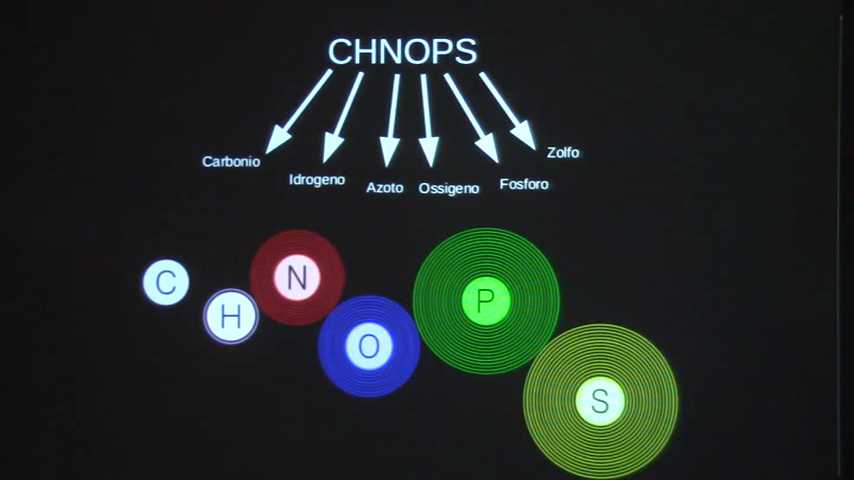 CHNOPS
Carbonio
Idrogeno
Azoto
Ossigeno
Fosforo
Zolfo
C
H
N
O
P
S